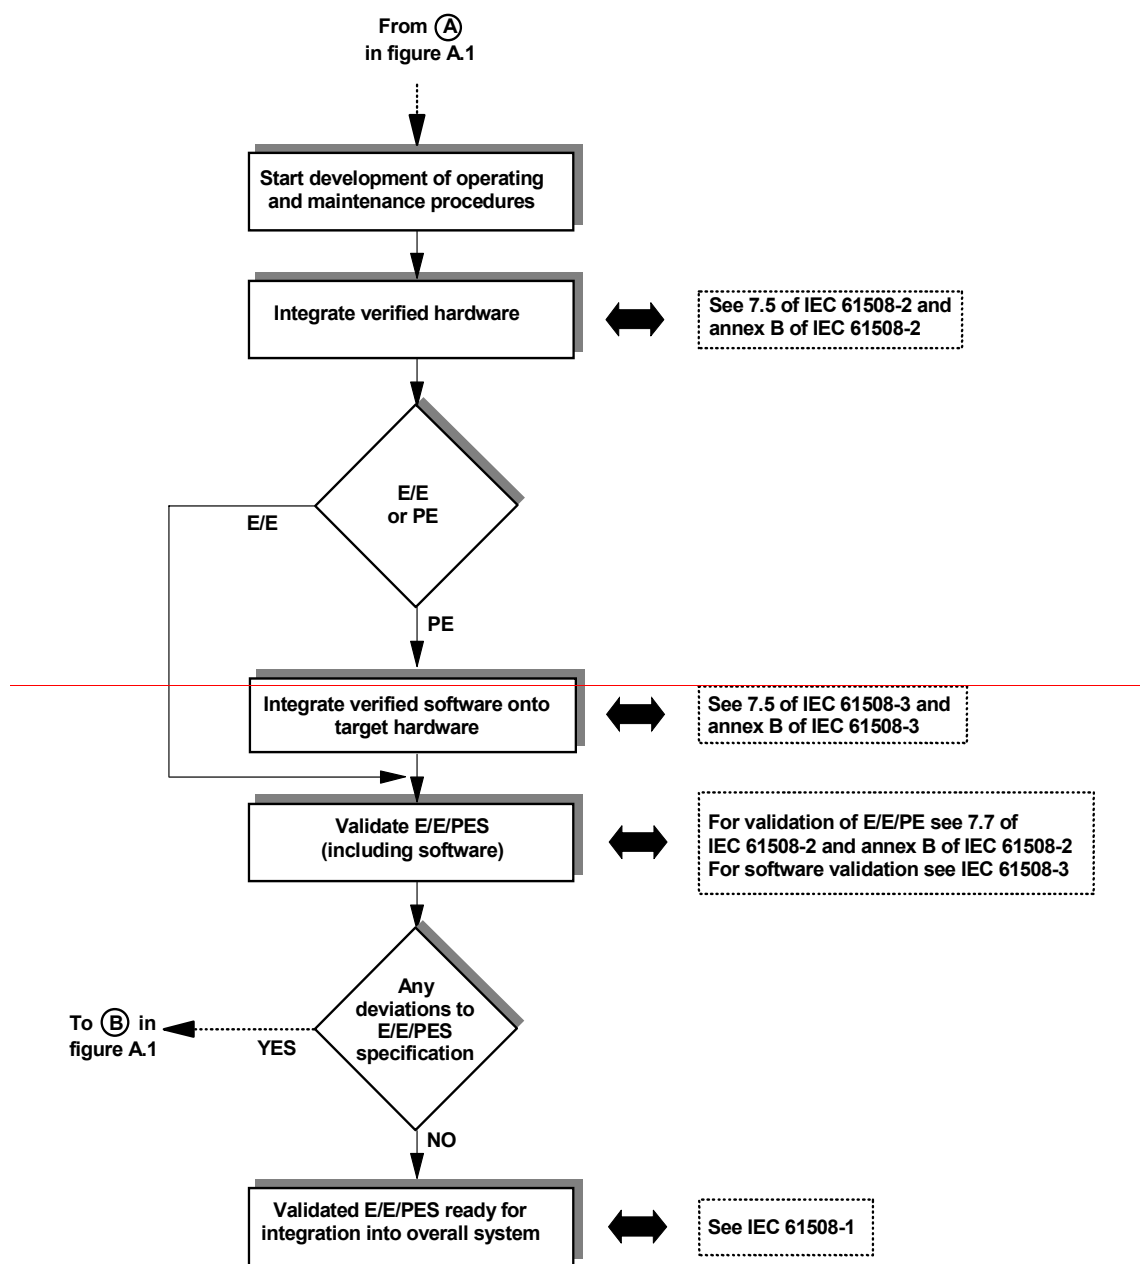 From A
in figure A.1
Start development of operating
and maintenance procedures
Integrate verified hardware
See 7.5 of IEC 61508-2 and
annex B of IEC 61508-2
E/E
or PE
E/E
PE
Integrate verified software onto
target hardware
See 7.5 of IEC 61508-3 and
annex B of IEC 61508-3
Validate E/E/PES
(including software)
For validation of E/E/PE see 7.7 of
IEC 61508-2 and annex B of IEC 61508-2
For software validation see IEC 61508-3
Any
deviations to
E/E/PES
specification
To B in
figure A.1
YES
NO
Validated E/E/PES ready for
integration into overall system
See IEC 61508-1